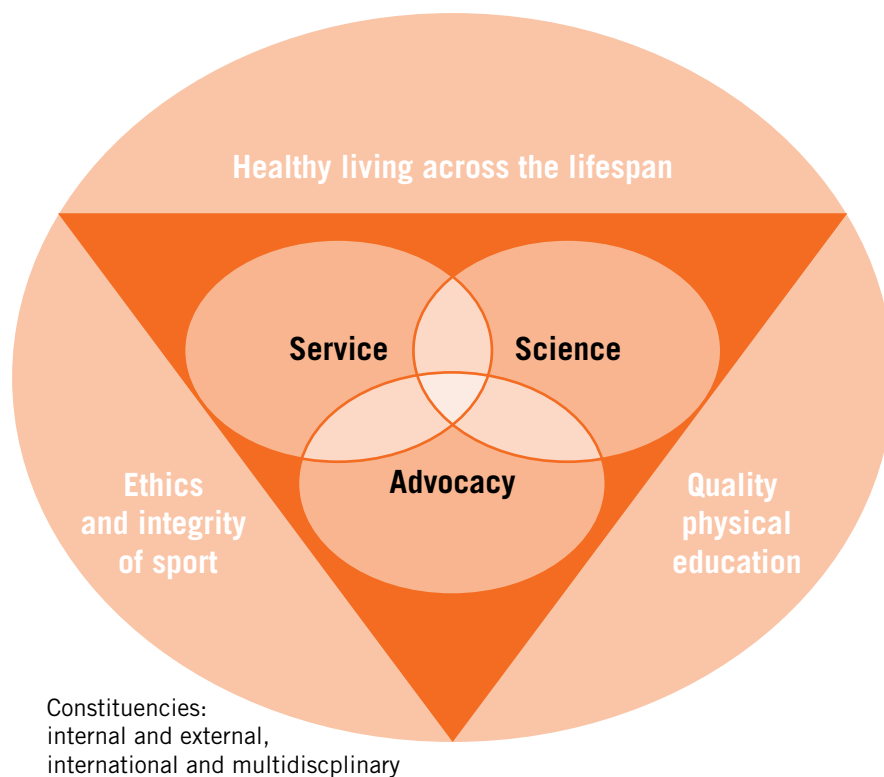 Healthy living across the lifespan
Service
Science
Advocacy
Ethics
and integrity
of sport
Quality
physical
education
Constituencies:
internal and external,
international and multidiscplinary